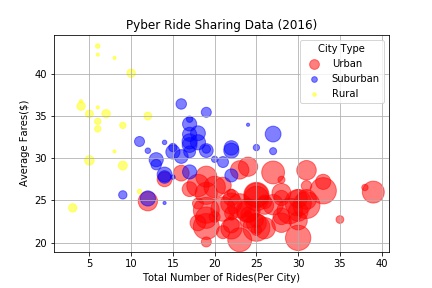 Pyber Ride Sharing Data (2016)
City Type
Urban
Suburban
Rural
Average Fares($)
40
35
30
25
20
5 10 15 20 25 30 35 40
Total Number of Rides(Per City)